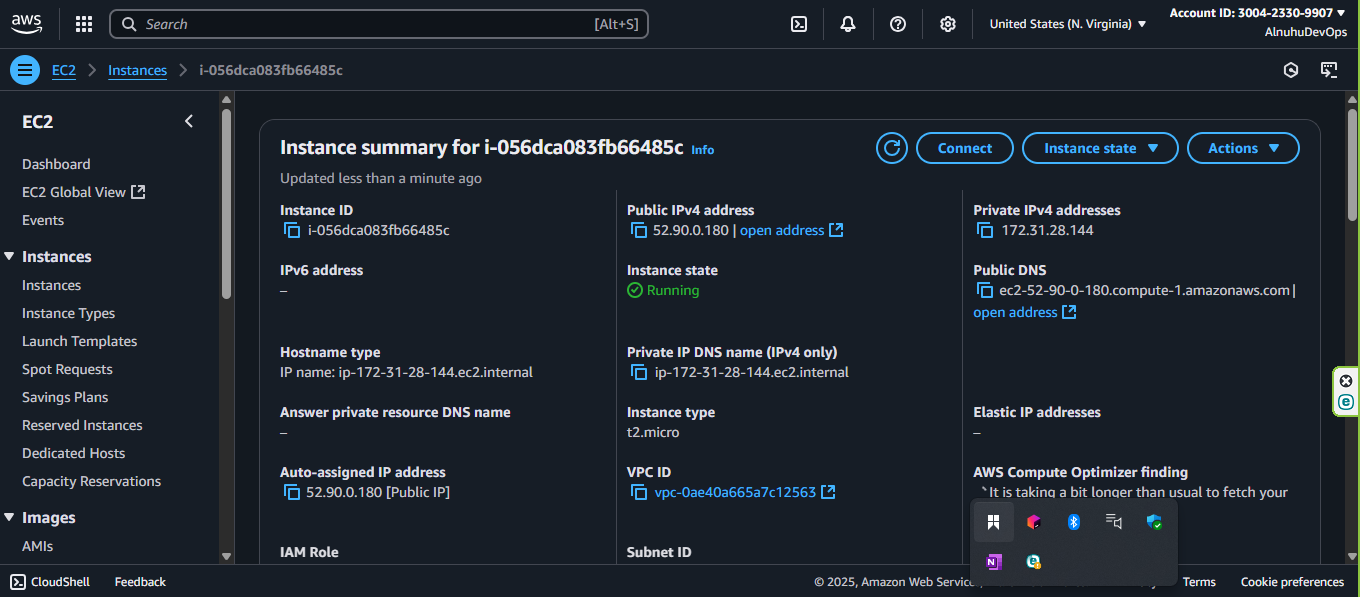 aws
Search
[Alt+S]
United States (N. Virginia)
Account ID: 3004-2330-9907
AlnuhuDevOps
EC2
Instances
i-056dca083fb66485c
EC2
Dashboard
EC2 Global View
Events
Instances
Instances
Instance Types
Launch Templates
Spot Requests
Savings Plans
Reserved Instances
Dedicated Hosts
Capacity Reservations
Images
AMIs
Instance summary for i-056dca083fb66485c Info
Updated less than a minute ago
Connect
Instance state
Actions
Instance ID
i-056dca083fb66485c
Public IPv4 address
52.90.0.180 | open address
Private IPv4 addresses
172.31.28.144
IPv6 address
–
Instance state
Running
Public DNS
ec2-52-90-0-180.compute-1.amazonaws.com |
open address
Hostname type
IP name: ip-172-31-28-144.ec2.internal
Private IP DNS name (IPv4 only)
ip-172-31-28-144.ec2.internal
Answer private resource DNS name
–
Instance type
t2.micro
Elastic IP addresses
–
Auto-assigned IP address
52.90.0.180 [Public IP]
VPC ID
vpc-0ae40a665a7c12563
AWS Compute Optimizer finding
`It is taking a bit longer than usual to fetch your
IAM Role
Subnet ID
CloudShell
Feedback
© 2025, Amazon Web
Terms
Cookie preferences